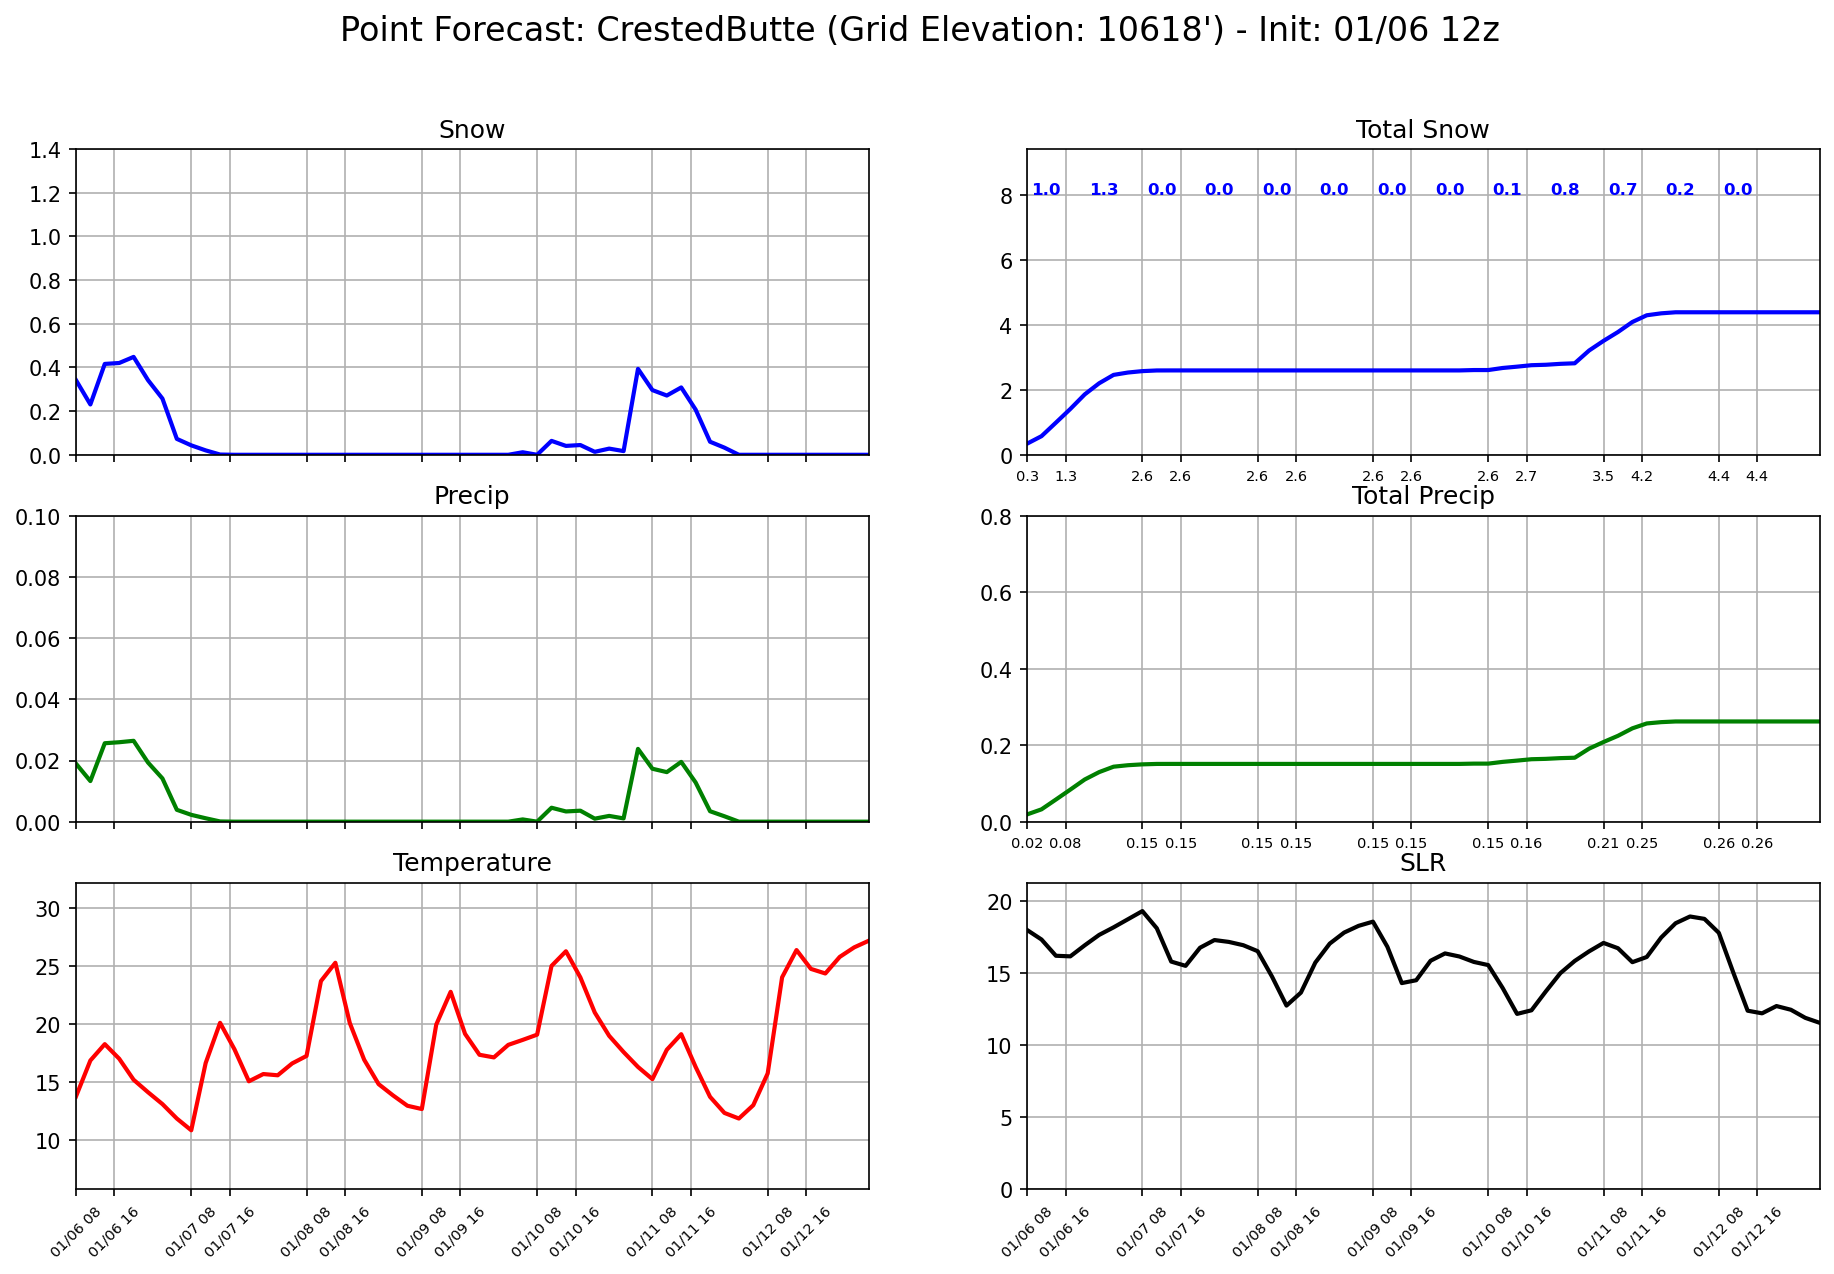 Point Forecast: CrestedButte (Grid Elevation: 10618') - Init: 01/06 12z
Snow
1.4
1.2
1.0
0.8
0.6
0.4
0.2
0.0
Total Snow
1.0 1.3 0.0 0.0 0.0 0.0 0.0 0.0 0.1 0.8 0.7 0.2 0.0
8
6
4
2
0
0.3 1.3 2.6 2.6 2.6 2.6 2.6 2.6 2.6 2.7 3.5 4.2 4.4 4.4
Precip
0.10
0.08
0.06
0.04
0.02
0.00
Total Precip
0.8
0.6
0.4
0.2
0.0
0.02 0.08 0.15 0.15 0.15 0.15 0.15 0.15 0.15 0.16 0.21 0.25 0.26 0.26
Temperature
30
25
20
15
10
01/06 08 01/06 16 01/07 08 01/07 16 01/08 08 01/08 16 01/09 08 01/09 16 01/10 08 01/10 16 01/11 08 01/11 16 01/12 08 01/12 16
SLR
20
15
10
5
0
01/06 08 01/06 16 01/07 08 01/07 16 01/08 08 01/08 16 01/09 08 01/09 16 01/10 08 01/10 16 01/11 08 01/11 16 01/12 08 01/12 16